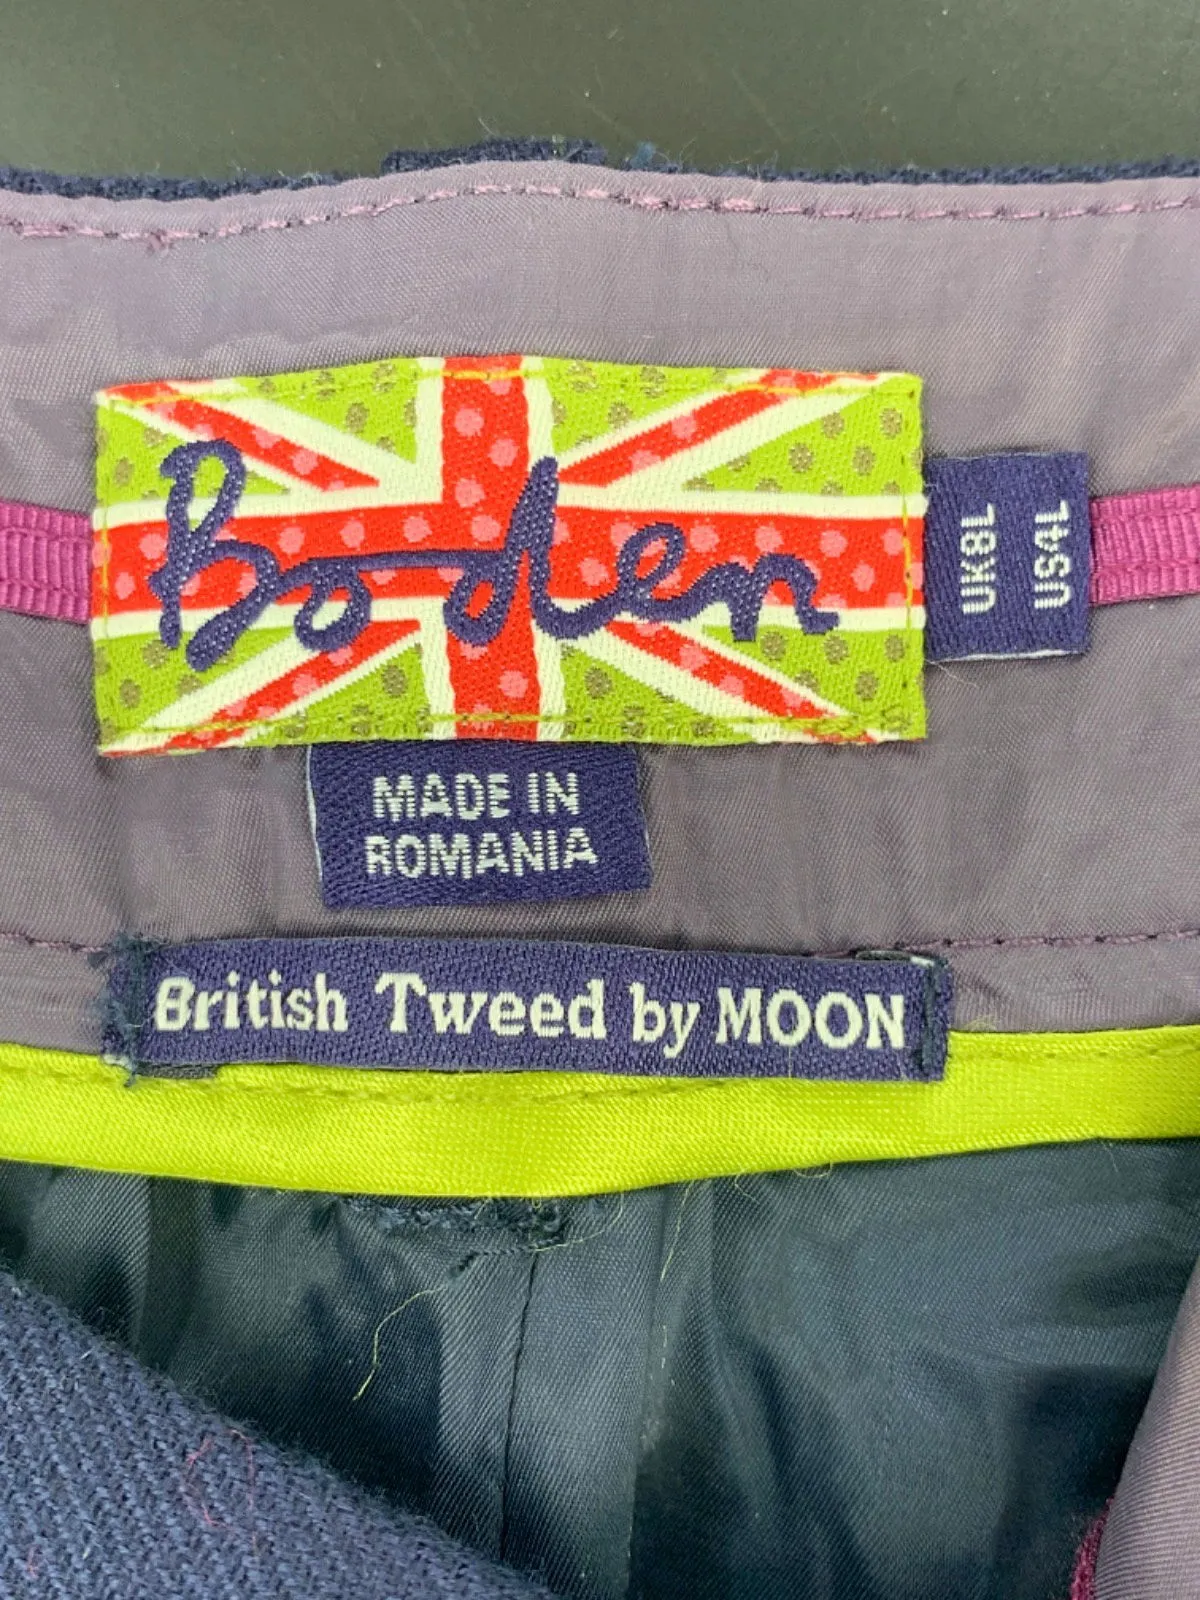 Boden
UK8L
US4L
MADE IN
ROMANIA
British Tweed by MOON